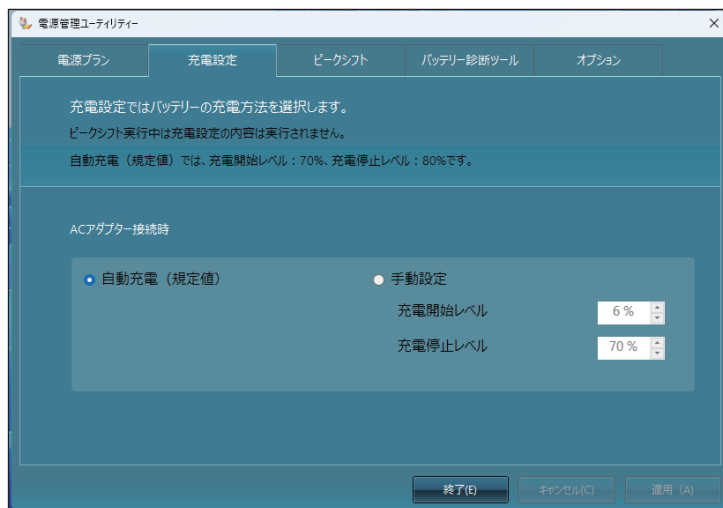 電源管理ユーティリティー
電源プラン 充電設定 ピークシフト バッテリー診断ツール オプション
充電設定ではバッテリーの充電方法を選択します。
ピークシフト実行中は充電設定の内容は実行されません。
自動充電（規定値）では、充電開始レベル：70%、充電停止レベル：80%です。
ACアダプター接続時
自動充電（規定値） 手動設定
充電開始レベル 6 %
充電停止レベル 70 %
終了(E) キャンセル(C) 適用（A）